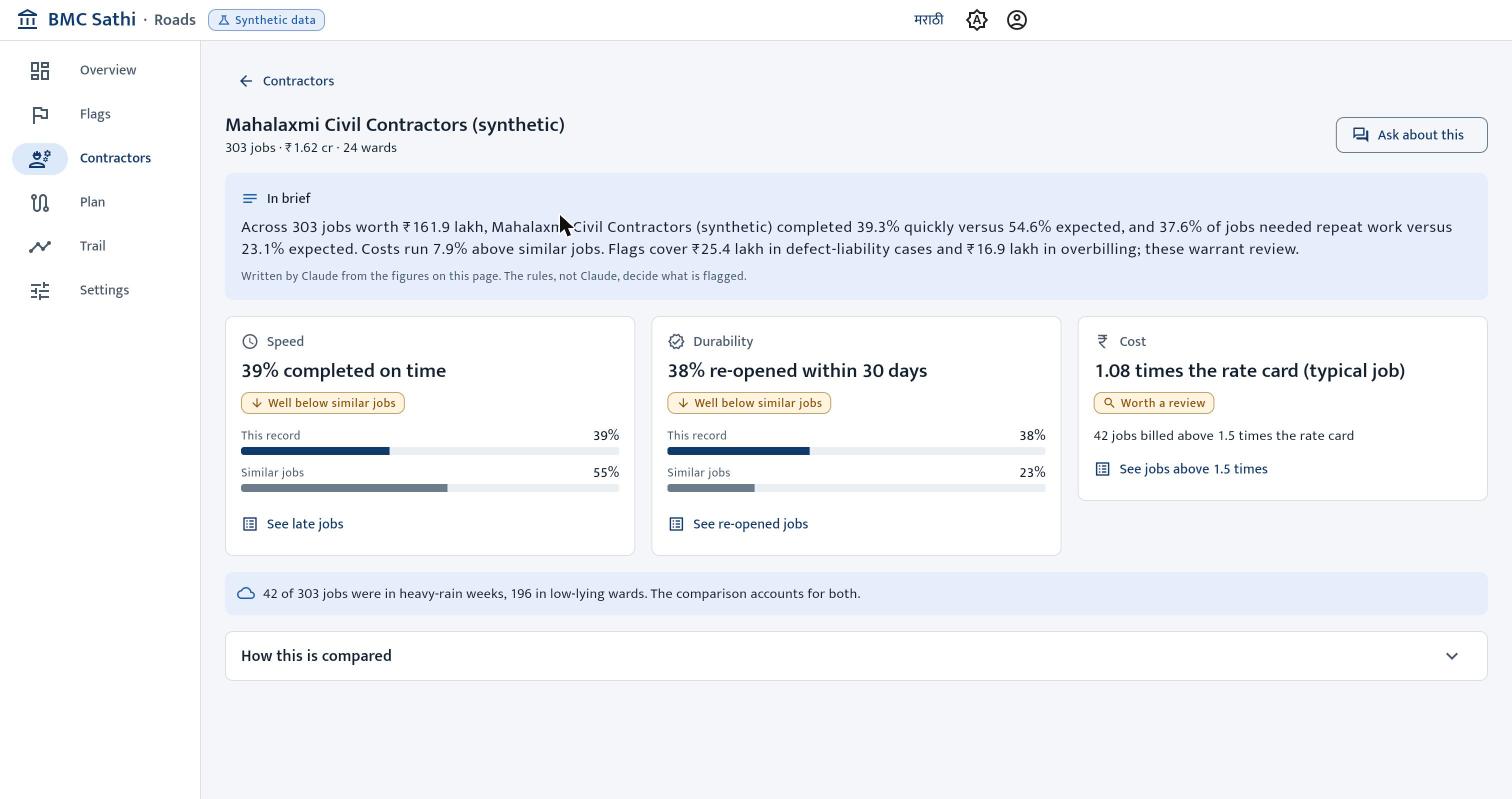 BMC Sathi · Roads
Synthetic data
मराठी
A
Overview
Flags
Contractors
Plan
Trail
Settings
Contractors
Mahalaxmi Civil Contractors (synthetic)
303 jobs · ₹1.62 cr · 24 wards
Ask about this
In brief
Across 303 jobs worth ₹161.9 lakh, Mahalaxm Civil Contractors (synthetic) completed 39.3% quickly versus 54.6% expected, and 37.6% of jobs needed repeat work versus
23.1% expected. Costs run 7.9% above similar jobs. Flags cover ₹25.4 lakh in defect-liability cases and ₹16.9 lakh in overbilling; these warrant review.
Written by Claude from the figures on this page. The rules, not Claude, decide what is flagged.
Speed
39% completed on time
Well below similar jobs
This record 39%
Similar jobs 55%
See late jobs
Durability
38% re-opened within 30 days
Well below similar jobs
This record 38%
Similar jobs 23%
See re-opened jobs
₹ Cost
1.08 times the rate card (typical job)
Worth a review
42 jobs billed above 1.5 times the rate card
See jobs above 1.5 times
42 of 303 jobs were in heavy-rain weeks, 196 in low-lying wards. The comparison accounts for both.
How this is compared